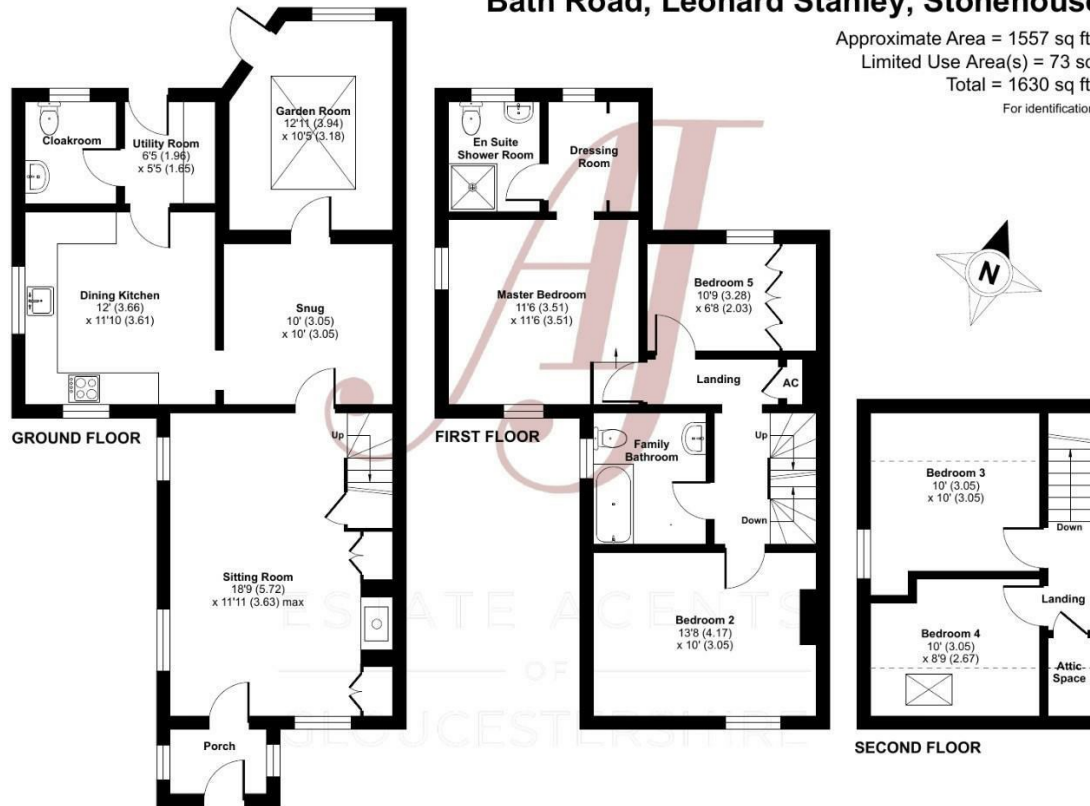 Bath Road, Leonard Stanley, Stonehouse
Approximate Area = 1557 sq ft
Limited Use Area(s) = 73 sq
Total = 1630 sq ft
For identification
Cloakroom
Utility Room
6'5 (1.96)
x 5'5 (1.65)
Garden Room
12'11 (3.94)
x 10'5 (3.18)
Dining Kitchen
12' (3.66)
x 11'10 (3.61)
Snug
10' (3.05)
x 10' (3.05)
Up
Sitting Room
18'9 (5.72)
x 11'11 (3.63) max
Porch
GROUND FLOOR
En Suite
Shower Room
Dressing
Room
Master Bedroom
11'6 (3.51)
x 11'6 (3.51)
Bedroom 5
10'9 (3.28)
x 6'8 (2.03)
Landing
AC
Family
Bathroom
Up
Down
Bedroom 2
13'8 (4.17)
x 10' (3.05)
FIRST FLOOR
N
Bedroom 3
10' (3.05)
x 10' (3.05)
Down
Landing
Bedroom 4
10' (3.05)
x 8'9 (2.67)
Attic
Space
SECOND FLOOR
AJ
ESTATE AGENTS
OF
GLOUCESTERSHIRE